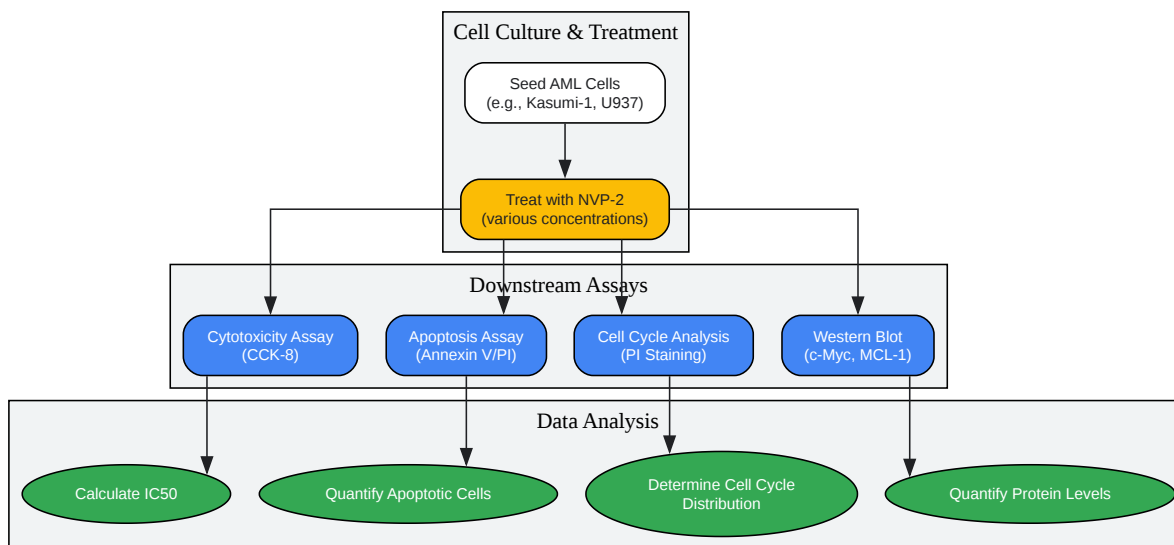 Cell Culture & Treatment
Seed AML Cells
(e.g., Kasumi-1, U937)
Treat with NVP-2
(various concentrations)
Downstream Assays
Cytotoxicity Assay
(CCK-8)
Apoptosis Assay
(Annexin V/PI)
Cell Cycle Analysis
(PI Staining)
Western Blot
(c-Myc, MCL-1)
Data Analysis
Calculate IC50
Quantify Apoptotic Cells
Determine Cell Cycle
Distribution
Quantify Protein Levels